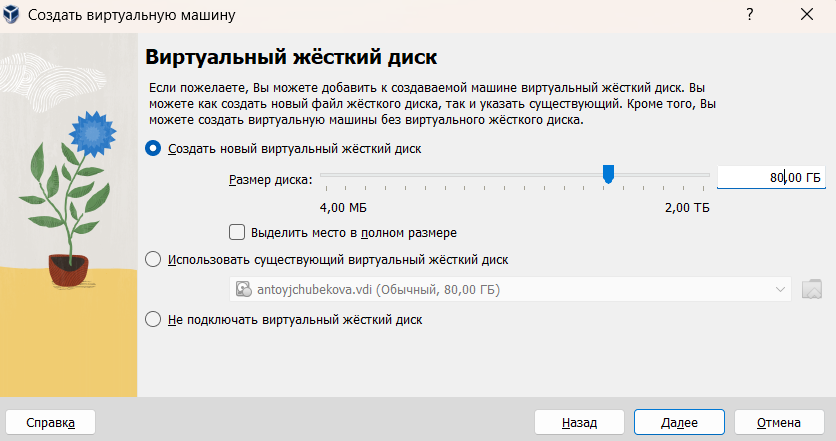 Создать виртуальную машину
Виртуальный жёсткий диск
Если пожелаете, Вы можете добавить к создаваемой машине виртуальный жёсткий диск. Вы
можете как создать новый файл жёсткого диска, так и указать существующий. Кроме того, Вы
можете создать виртуальную машины без виртуального жёсткого диска.
Создать новый виртуальный жёсткий диск
Размер диска:
80,00 ГБ
4,00 МБ
2,00 ТБ
Выделить место в полном размере
Использовать существующий виртуальный жёсткий диск
antoyjchubekova.vdi (Обычный, 80,00 ГБ)
Не подключать виртуальный жёсткий диск
Справка
Назад
Далее
Отмена